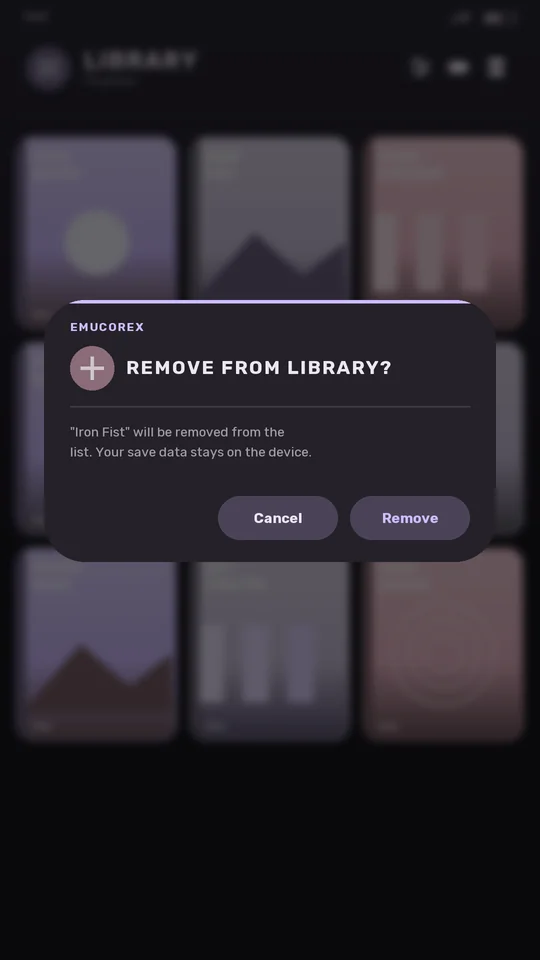 LIBRARY
EMUCOREX
REMOVE FROM LIBRARY?
"Iron Fist" will be removed from the
list. Your save data stays on the device.
Cancel
Remove